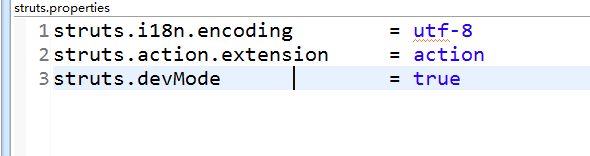 struts.properties
1 struts.i18n.encoding = utf-8
2 struts.action.extension = action
3 struts.devMode = true